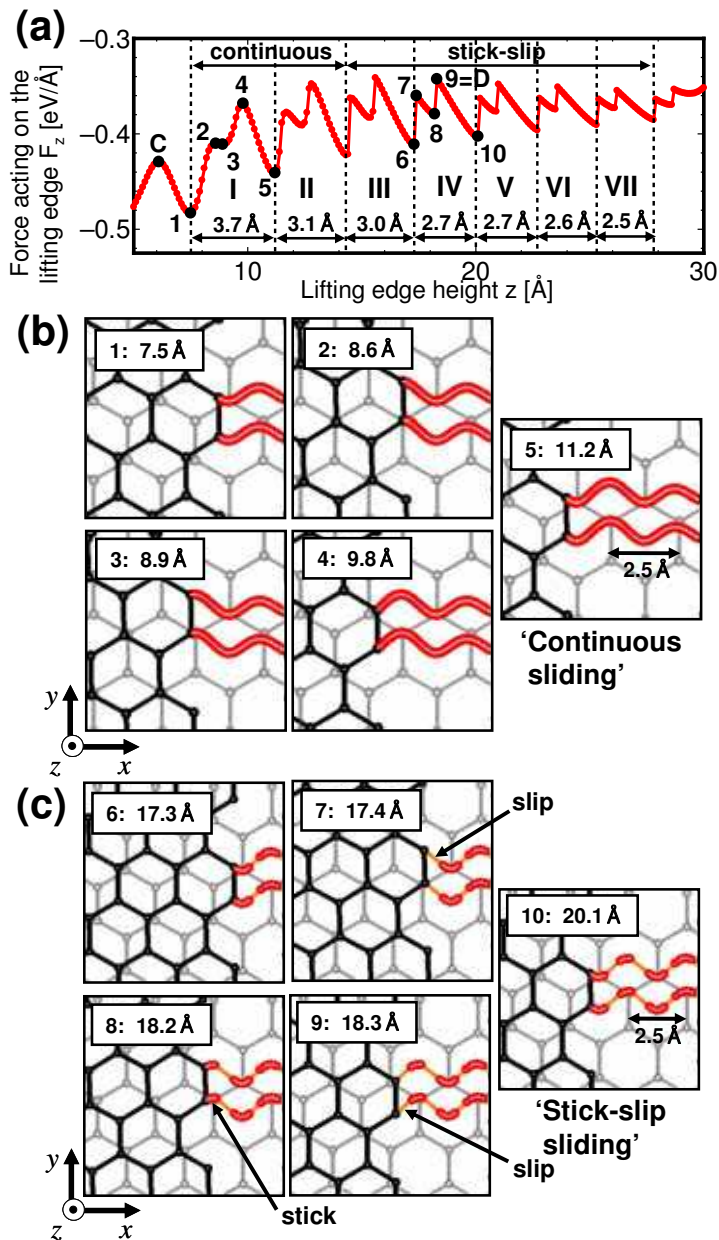 (a)
Force acting on the
lifting edge F_z [eV/Å]
−0.3
−0.4
−0.5
continuous
stick-slip
C
1
2
3
4
5
6
7
8
9=D
10
I
II
III
IV
V
VI
VII
3.7 Å
3.1 Å
3.0 Å
2.7 Å
2.7 Å
2.6 Å
2.5 Å
10
20
30
Lifting edge height z [Å]
(b)
1: 7.5 Å
2: 8.6 Å
3: 8.9 Å
4: 9.8 Å
5: 11.2 Å
2.5 Å
‘Continuous
sliding’
y
z
x
(c)
6: 17.3 Å
7: 17.4 Å
slip
8: 18.2 Å
9: 18.3 Å
10: 20.1 Å
2.5 Å
‘Stick-slip
sliding’
slip
stick
y
z
x